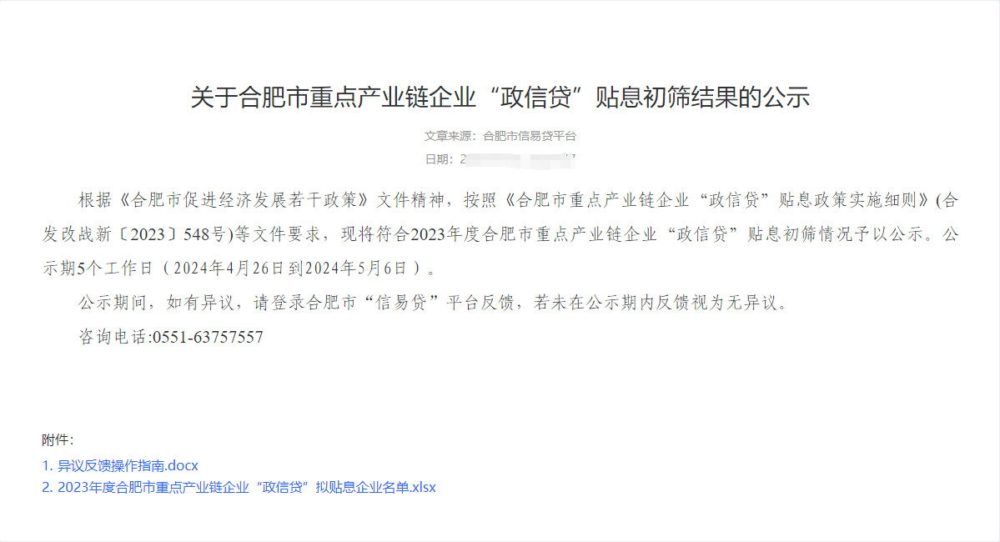 关于合肥市重点产业链企业“政信贷”贴息初筛结果的公示
文章来源：合肥市信易贷平台
日期：2
根据《合肥市促进经济发展若干政策》文件精神，按照《合肥市重点产业链企业“政信贷”贴息政策实施细则》(合
发改战新〔2023〕548号)等文件要求，现将符合2023年度合肥市重点产业链企业“政信贷”贴息初筛情况予以公示。公
示期5个工作日（2024年4月26日到2024年5月6日）。
公示期间，如有异议，请登录合肥市“信易贷”平台反馈，若未在公示期内反馈视为无异议。
咨询电话:0551-63757557
附件：
1. 异议反馈操作指南.docx
2. 2023年度合肥市重点产业链企业“政信贷”拟贴息企业名单.xlsx